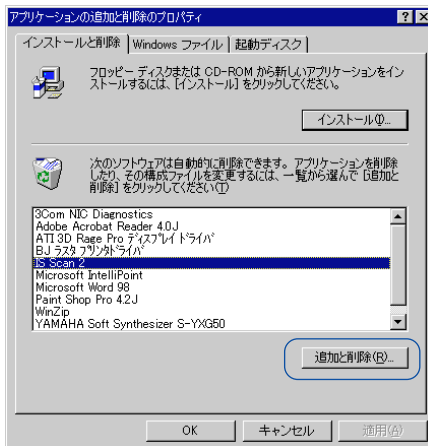 アプリケーションの追加と削除のプロパティ
インストールと削除 Windows ファイル 起動ディスク
フロッピー ディスクまたは CD-ROM から新しいアプリケーションをイン
ストールするには、[インストール] をクリックしてください。
インストール(I)...
次のソフトウェアは自動的に削除できます。アプリケーションを削除
したり、その構成ファイルを変更するには、一覧から選んで [追加と
削除] をクリックしてください(T)
3Com NIC Diagnostics
Adobe Acrobat Reader 4.0J
ATI 3D Rage Pro ディスプレイ ドライバ
BJ ラスタ プリンタドライバ
IS Scan 2
Microsoft IntelliPoint
Microsoft Word 98
Paint Shop Pro 4.2J
WinZip
YAMAHA Soft Synthesizer S-YXG50
追加と削除(R)...
OK キャンセル 適用(A)